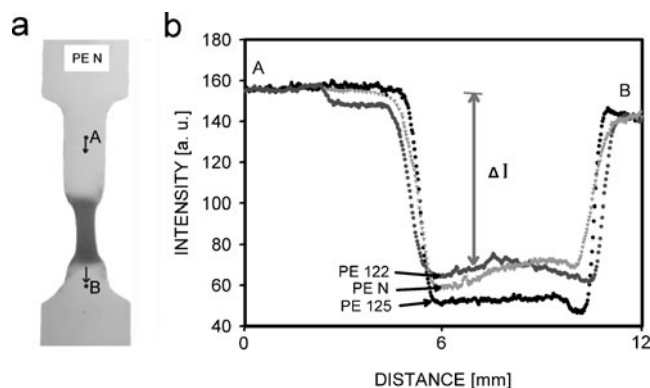 a
PE N
A
B
b
INTENSITY [a. u.]
180
160
140
120
100
80
60
40
A
B
ΔI
PE 122
PE N
PE 125
0
6
12
DISTANCE [mm]